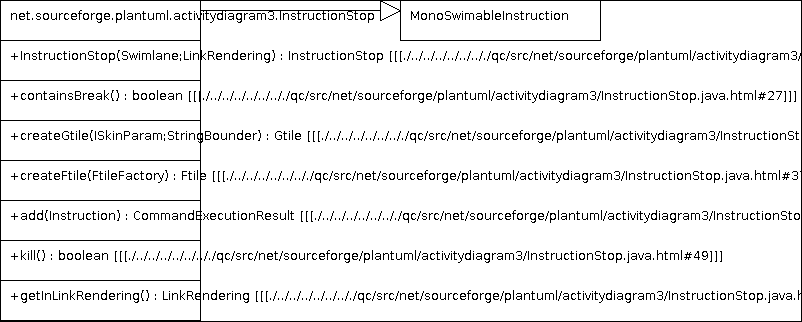 net.sourceforge.plantuml.activitydiagram3.InstructionStop
MonoSwimableInstruction
+InstructionStop(Swimlane;LinkRendering) : InstructionStop [[[./../../../../../../../qc/src/net/sourceforge/plantuml/activitydiagram3/
+containsBreak() : boolean [[[./../../../../../../../qc/src/net/sourceforge/plantuml/activitydiagram3/InstructionStop.java.html#27]]]
+createGtile(ISkinParam;StringBounder) : Gtile [[[./../../../../../../../qc/src/net/sourceforge/plantuml/activitydiagram3/InstructionSt
+createFtile(FtileFactory) : Ftile [[[./../../../../../../../qc/src/net/sourceforge/plantuml/activitydiagram3/InstructionStop.java.html#3
+add(Instruction) : CommandExecutionResult [[[./../../../../../../../qc/src/net/sourceforge/plantuml/activitydiagram3/InstructionSto
+kill() : boolean [[[./../../../../../../../qc/src/net/sourceforge/plantuml/activitydiagram3/InstructionStop.java.html#49]]]
+getInLinkRendering() : LinkRendering [[[./../../../../../../../qc/src/net/sourceforge/plantuml/activitydiagram3/InstructionStop.java.h